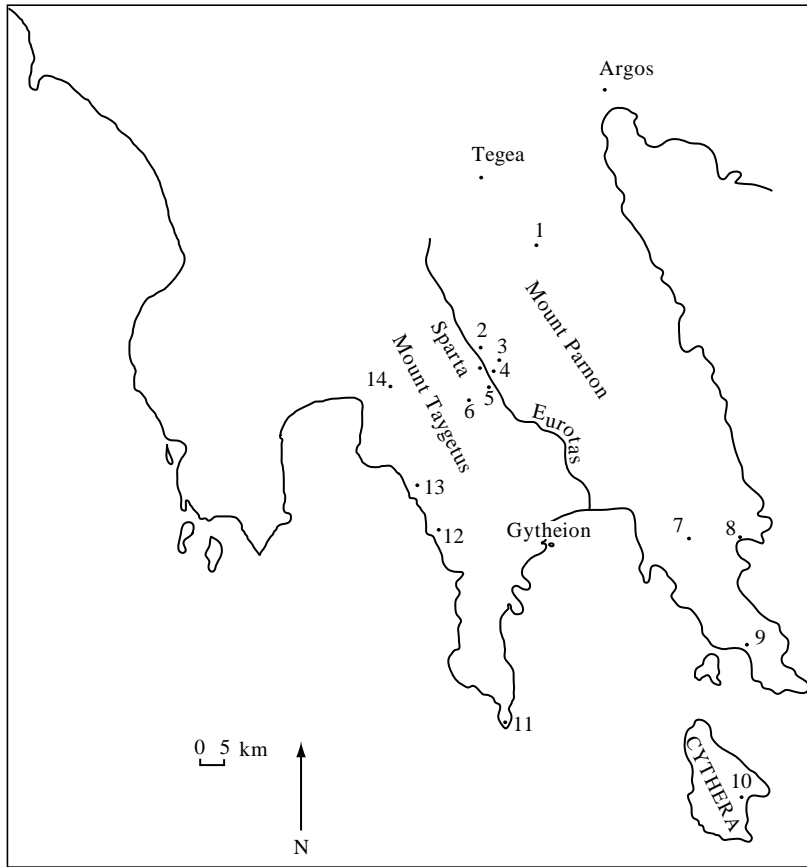 Argos
Tegea
1
Mount Parnon
2
Sparta
3
4
Mount Taygetus
14
5
6
Eurotas
13
12
Gytheion
7
8
9
11
0 5 km
N
CYTHERA
10